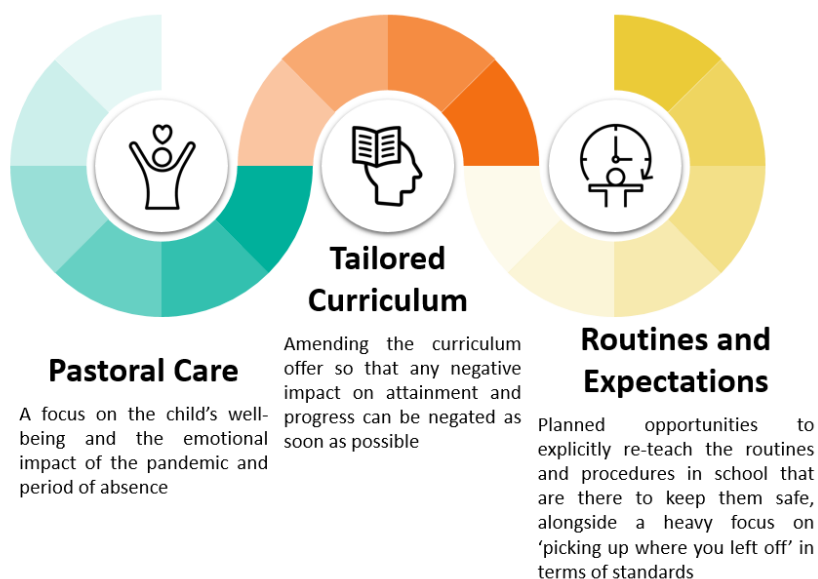 Pastoral Care
A focus on the child’s well-
being and the emotional
impact of the pandemic and
period of absence
Tailored
Curriculum
Amending the curriculum
offer so that any negative
impact on attainment and
progress can be negated as
soon as possible
Routines and
Expectations
Planned opportunities to
explicitly re-teach the routines
and procedures in school that
are there to keep them safe,
alongside a heavy focus on
‘picking up where you left off’ in
terms of standards